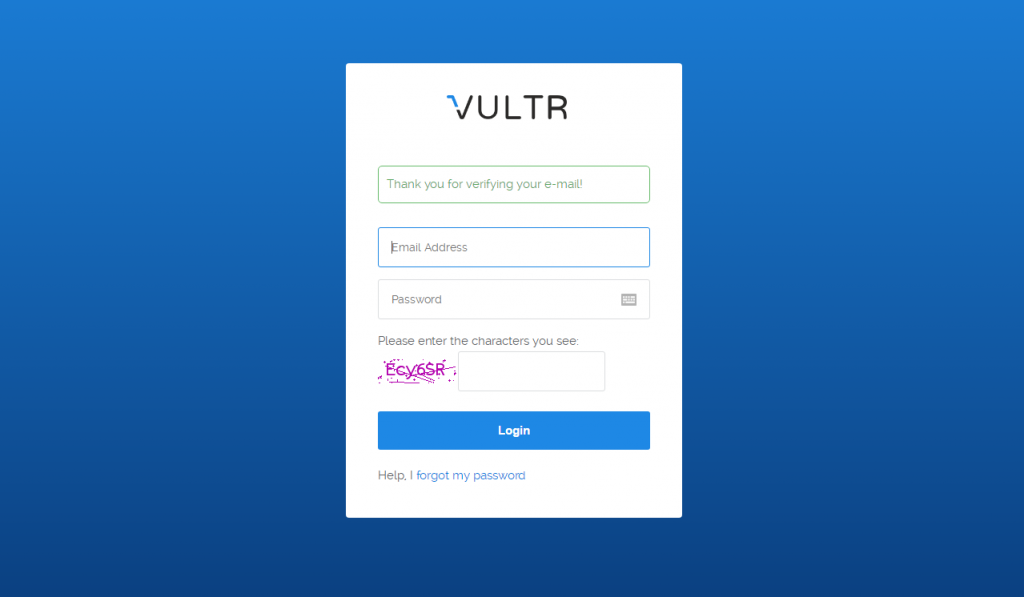 VULTR
Thank you for verifying your e-mail!
Email Address
Password
Please enter the characters you see:
Ecy6SR
Login
Help, I forgot my password